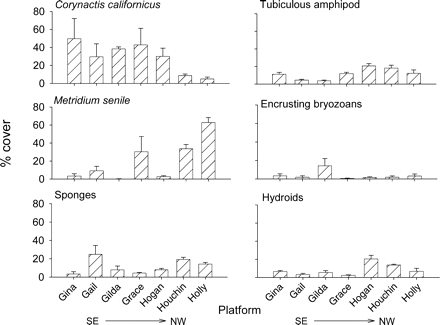 Corynactis californicus
80
60
40
20
0
Tubiculous amphipod
% cover
Metridium senile
80
60
40
20
0
Encrusting bryozoans
Sponges
80
60
40
20
0
Gina Gail Gilda Grace Hogan Houchin Holly
Hydroids
Gina Gail Gilda Grace Hogan Houchin Holly
Platform
SE NW
SE NW